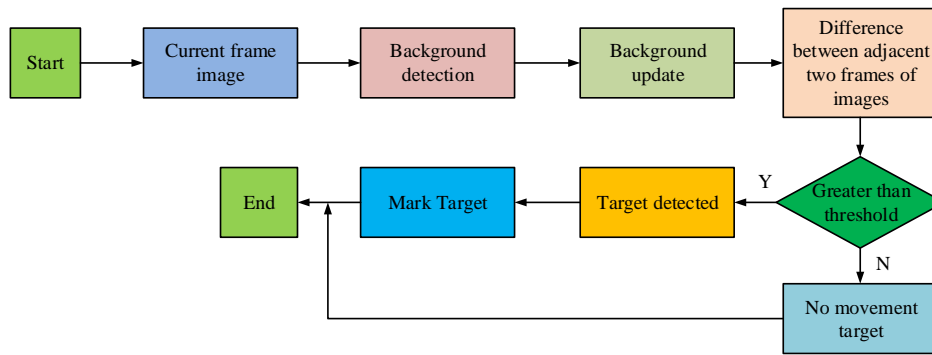 Start
Current frame
image
Background
detection
Background
update
Difference
between adjacent
two frames of
images
Greater than
threshold
Y
Target detected
Mark Target
End
N
No movement
target